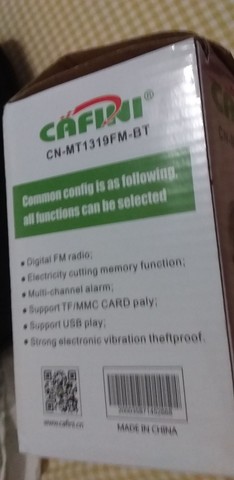 CAFINI®
CN-MT1319FM-BT
Common config is as following,
all functions can be selected
• Digital FM radio;
• Electricity cutting memory function;
• Multi-channel alarm;
• Support TF/MMC CARD paly;
• Support USB play;
• Strong electronic vibration theftproof.
www.cafini.cn
MADE IN CHINA